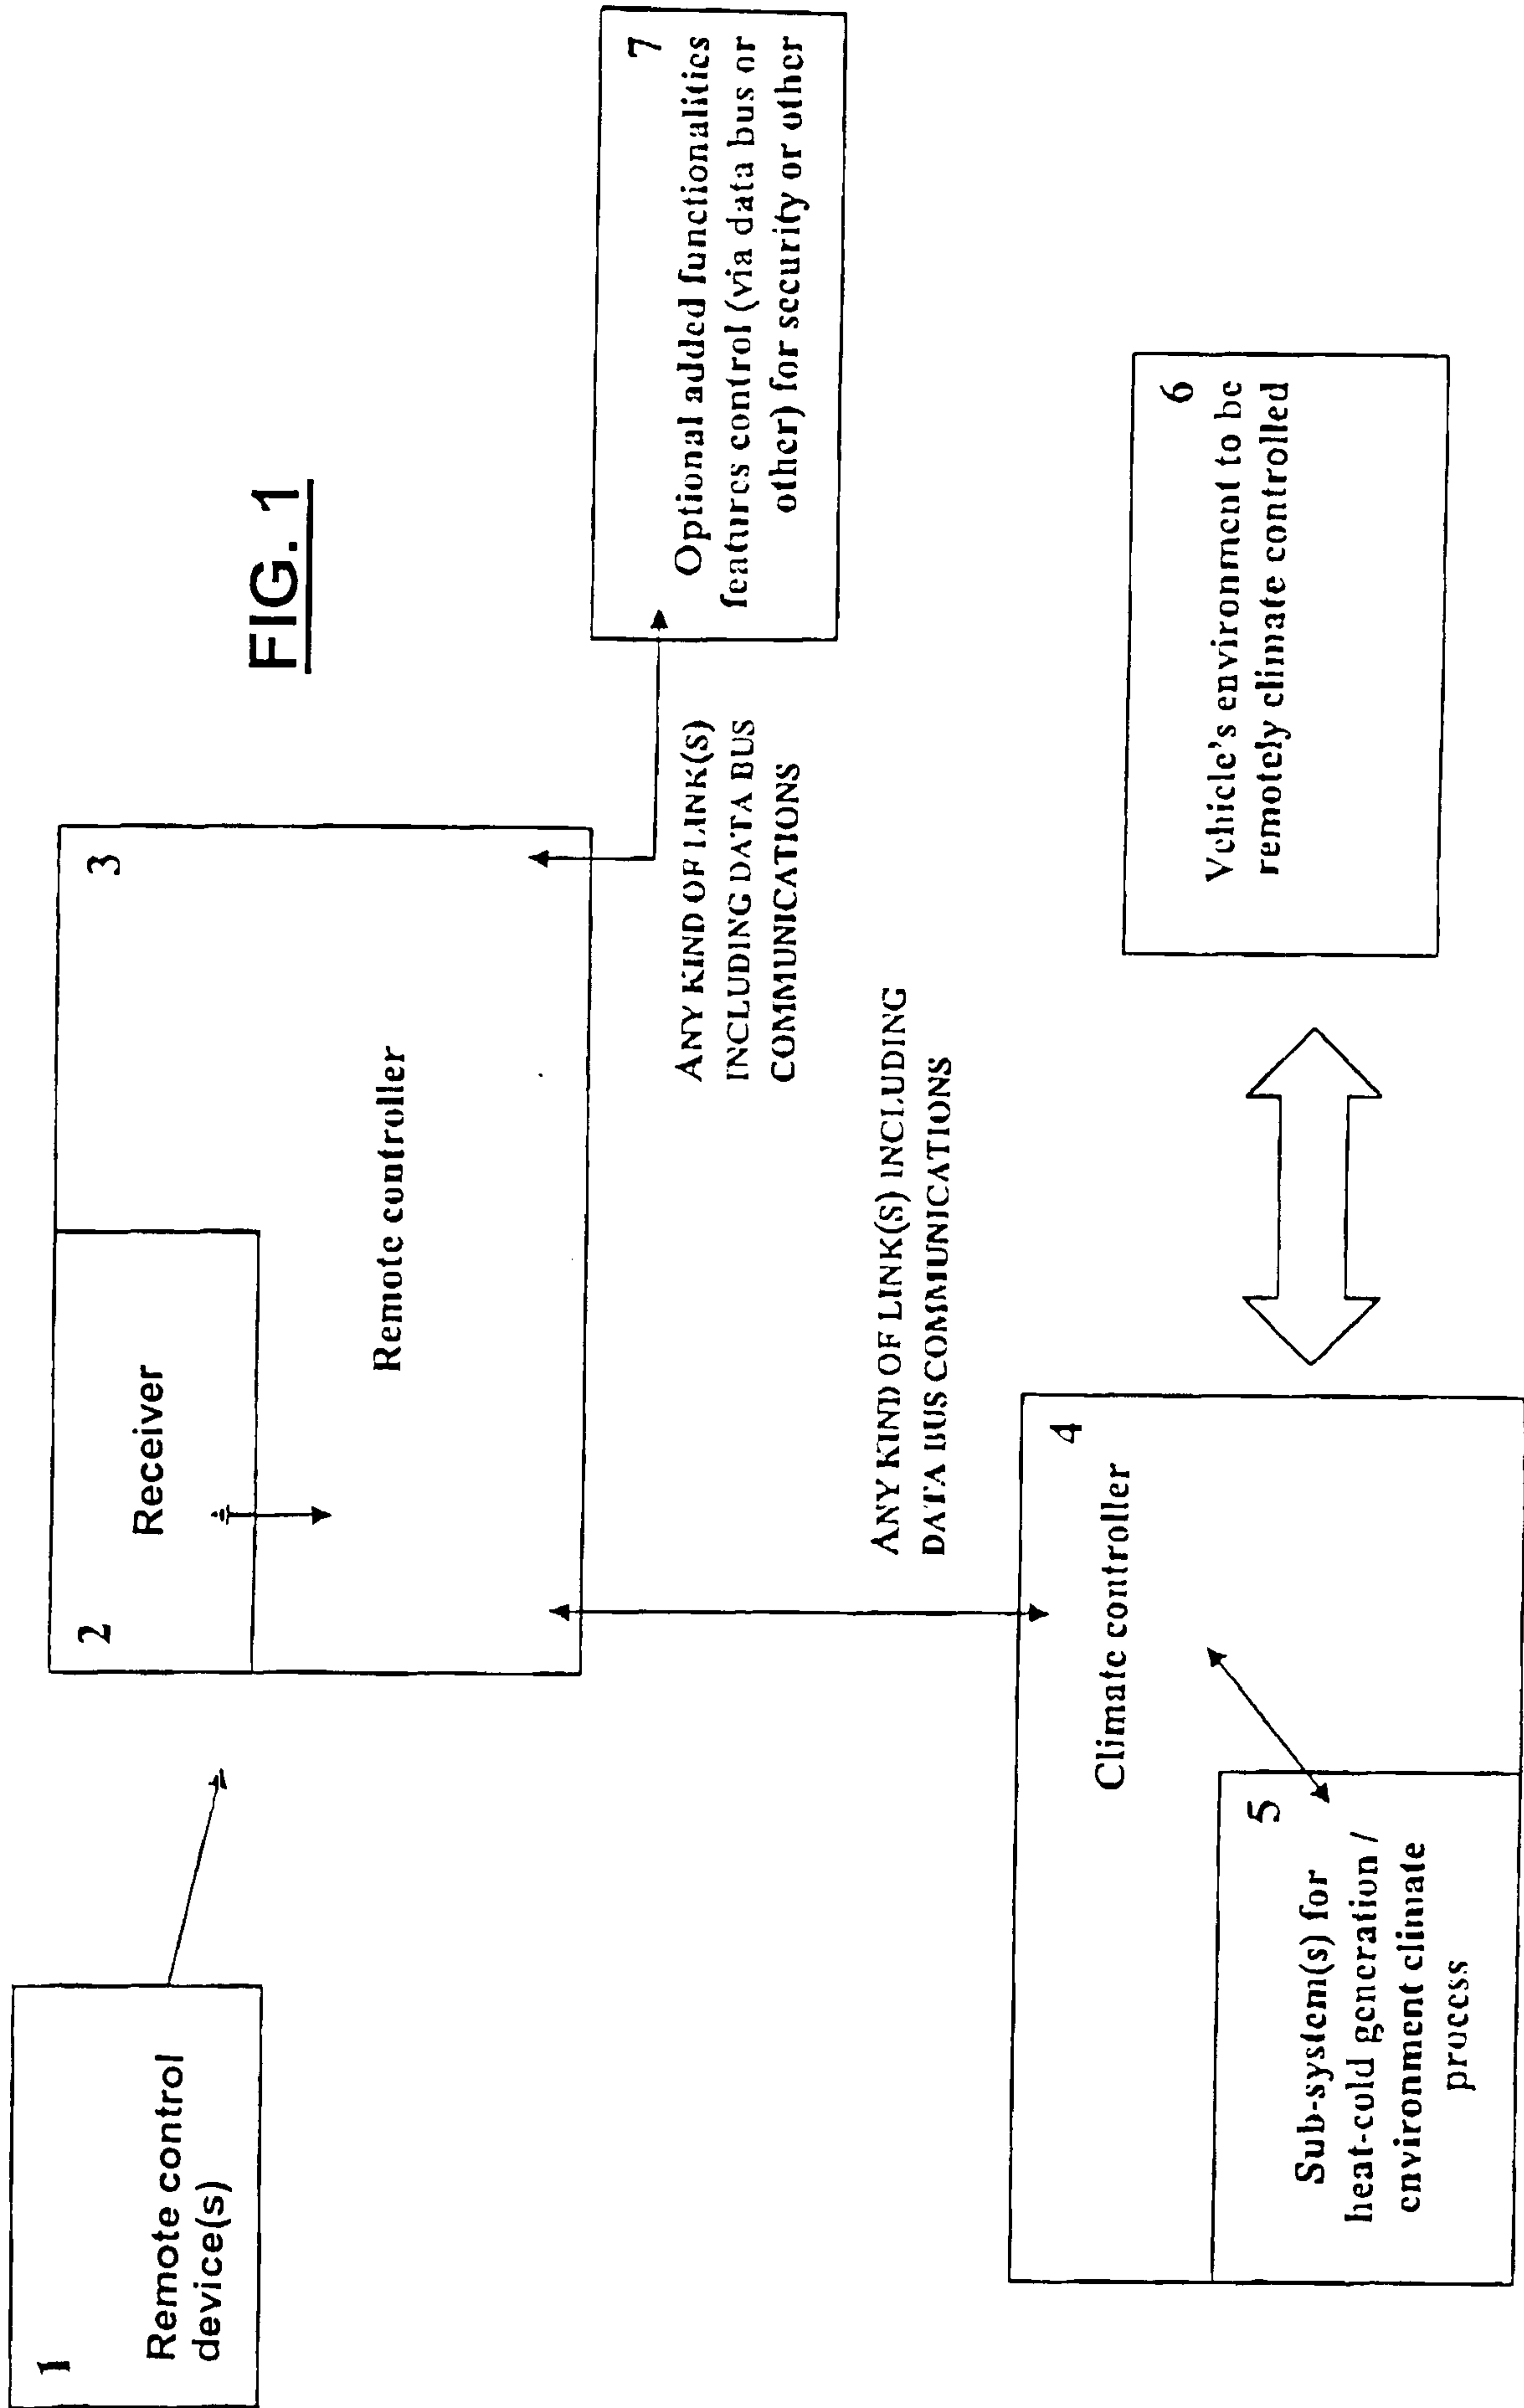 FIG. 1
1
Remote control
device(s)
2
Receiver
3
Remote controller
ANY KIND OF LINK(S)
INCLUDING DATA BUS
COMMUNICATIONS
7
Optional added functionalities
features control (via data bus or
other) for security or other
ANY KIND OF LINK(S) INCLUDING
DATA BUS COMMUNICATIONS
4
Climate controller
5
Sub-system(s) for
heat-cold generation /
environment climate
process
6
Vehicle's environment to be
remotely climate controlled